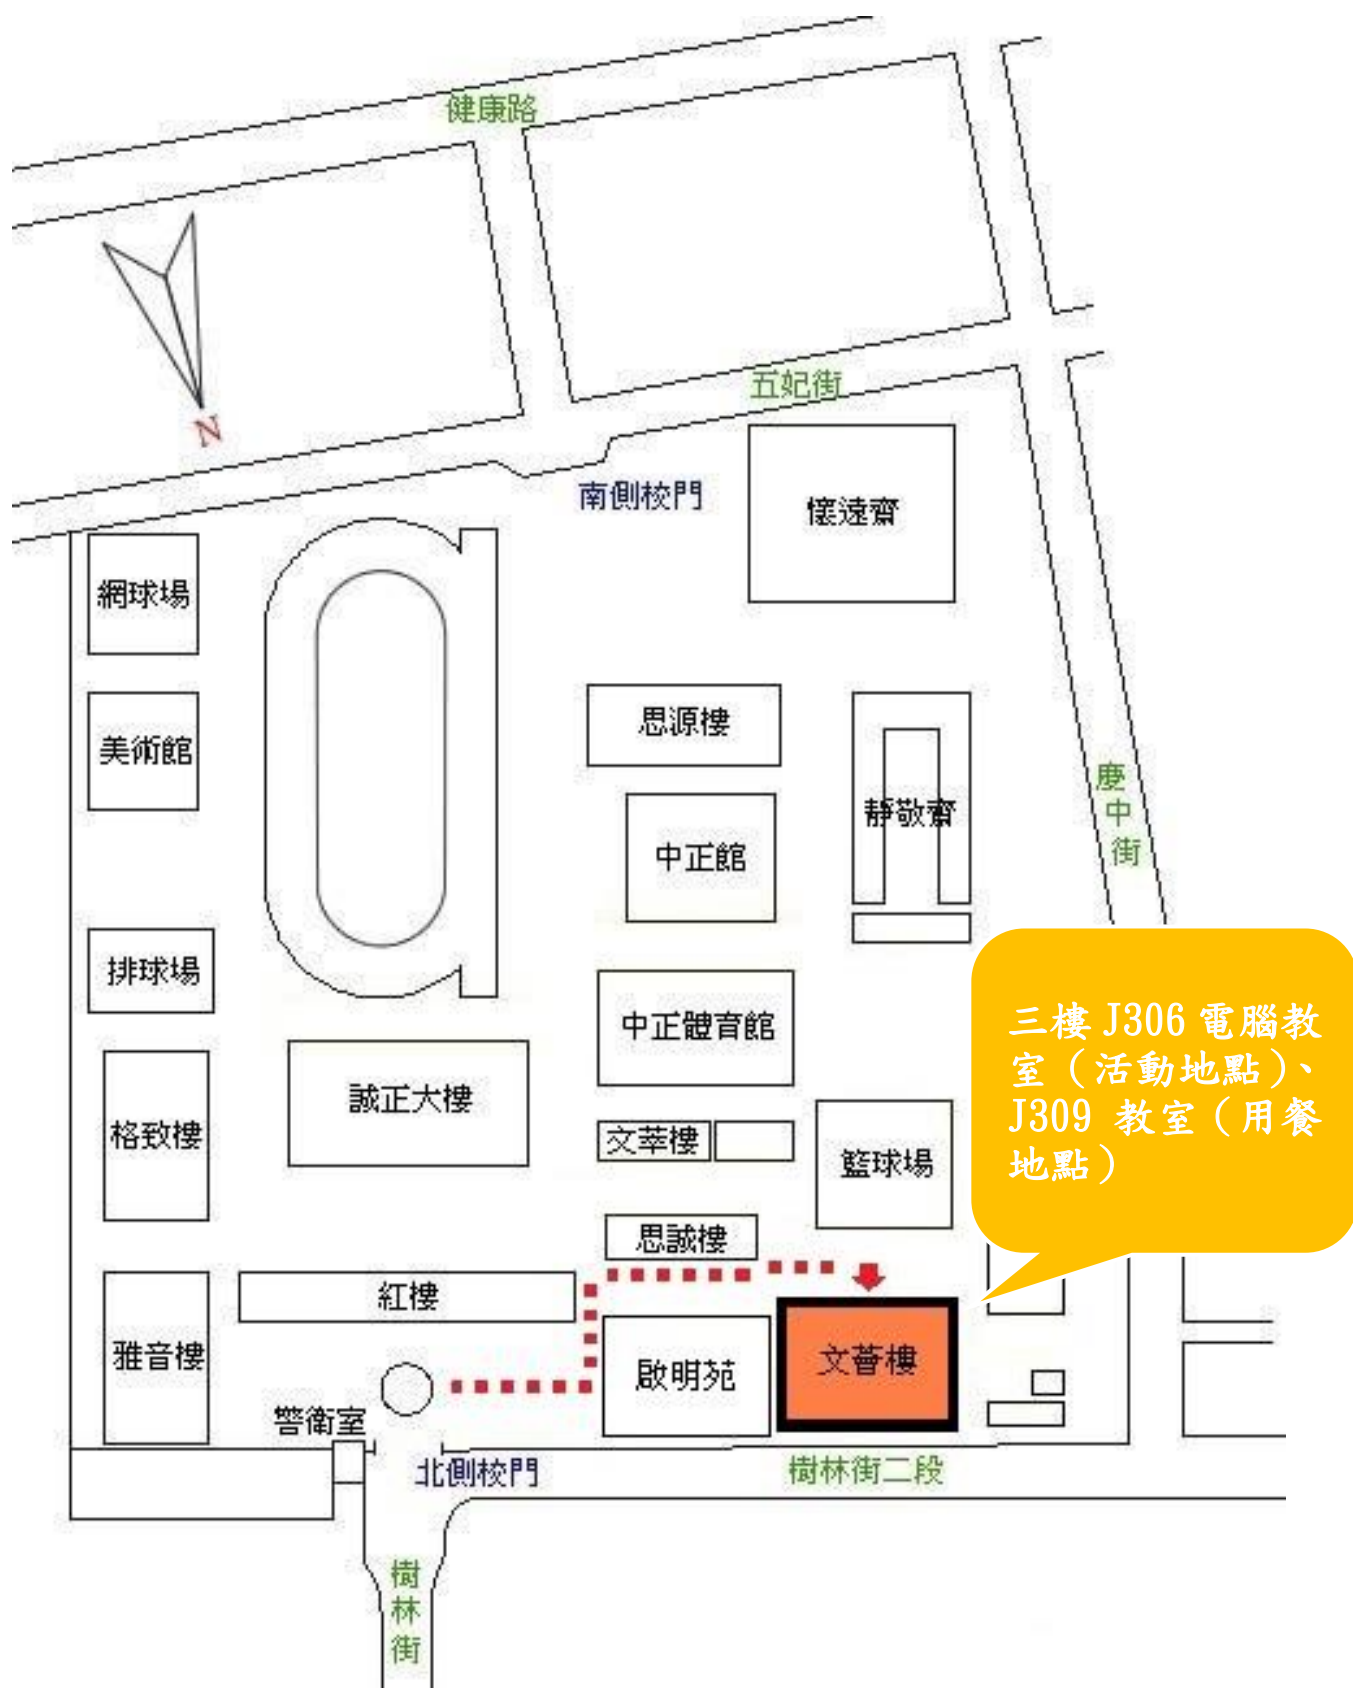 健康路
N
五妃街
南側校門
懷遠齋
網球場
思源樓
美術館
慶中街
靜敬齋
中正館
排球場
中正體育館
三樓 J306 電腦教
室（活動地點）、
J309 教室（用餐
地點）
誠正大樓
格致樓
文萃樓
籃球場
思誠樓
紅樓
雅音樓
啟明苑
文薈樓
警衛室
北側校門
樹林街二段
樹林街